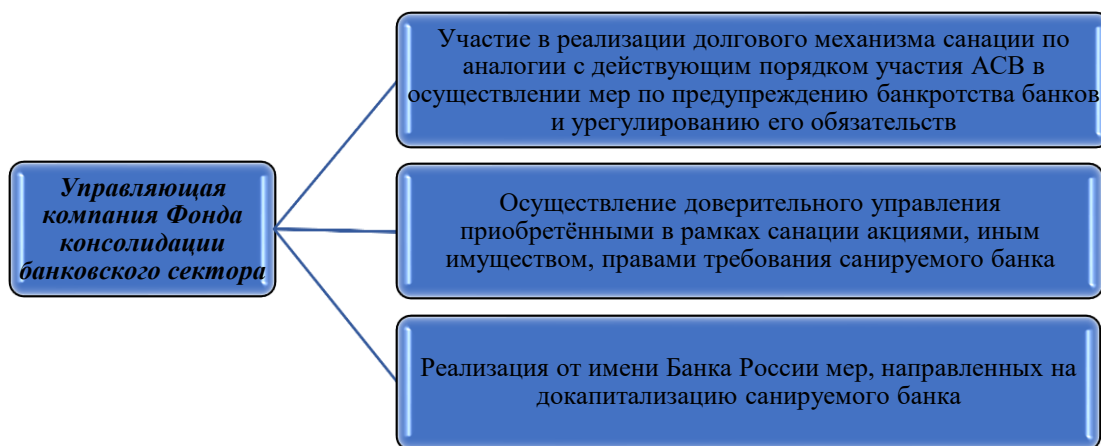 Управляющая
компания Фонда
консолидации
банковского сектора
Участие в реализации долгового механизма санации по
аналогии с действующим порядком участия АСВ в
осуществлении мер по предупреждению банкротства банков
и урегулированию его обязательств
Осуществление доверительного управления
приобретёнными в рамках санации акциями, иным
имуществом, правами требования санируемого банка
Реализация от имени Банка России мер, направленных на
докапитализацию санируемого банка